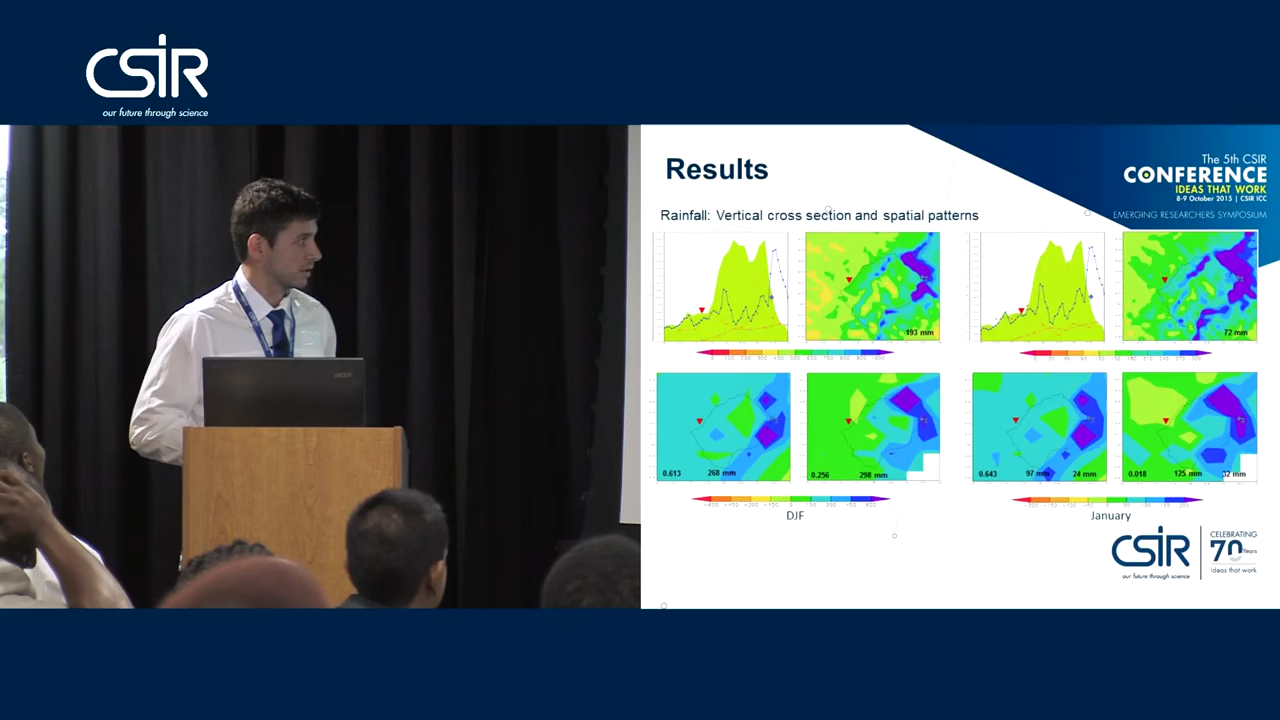 CSIR
our future through science
Results
The 5th CSIR
CONFERENCE
IDEAS THAT WORK
8-9 October 2015 | CSIR ICC
EMERGING RESEARCHERS SYMPOSIUM
Rainfall: Vertical cross section and spatial patterns
193 mm
72 mm
0.613 268 mm
0.256 298 mm
0.643 97 mm 24 mm
0.018 125 mm 32 mm
DJF
January
acer
CSIR
our future through science
CELEBRATING
70 Years
Ideas that work